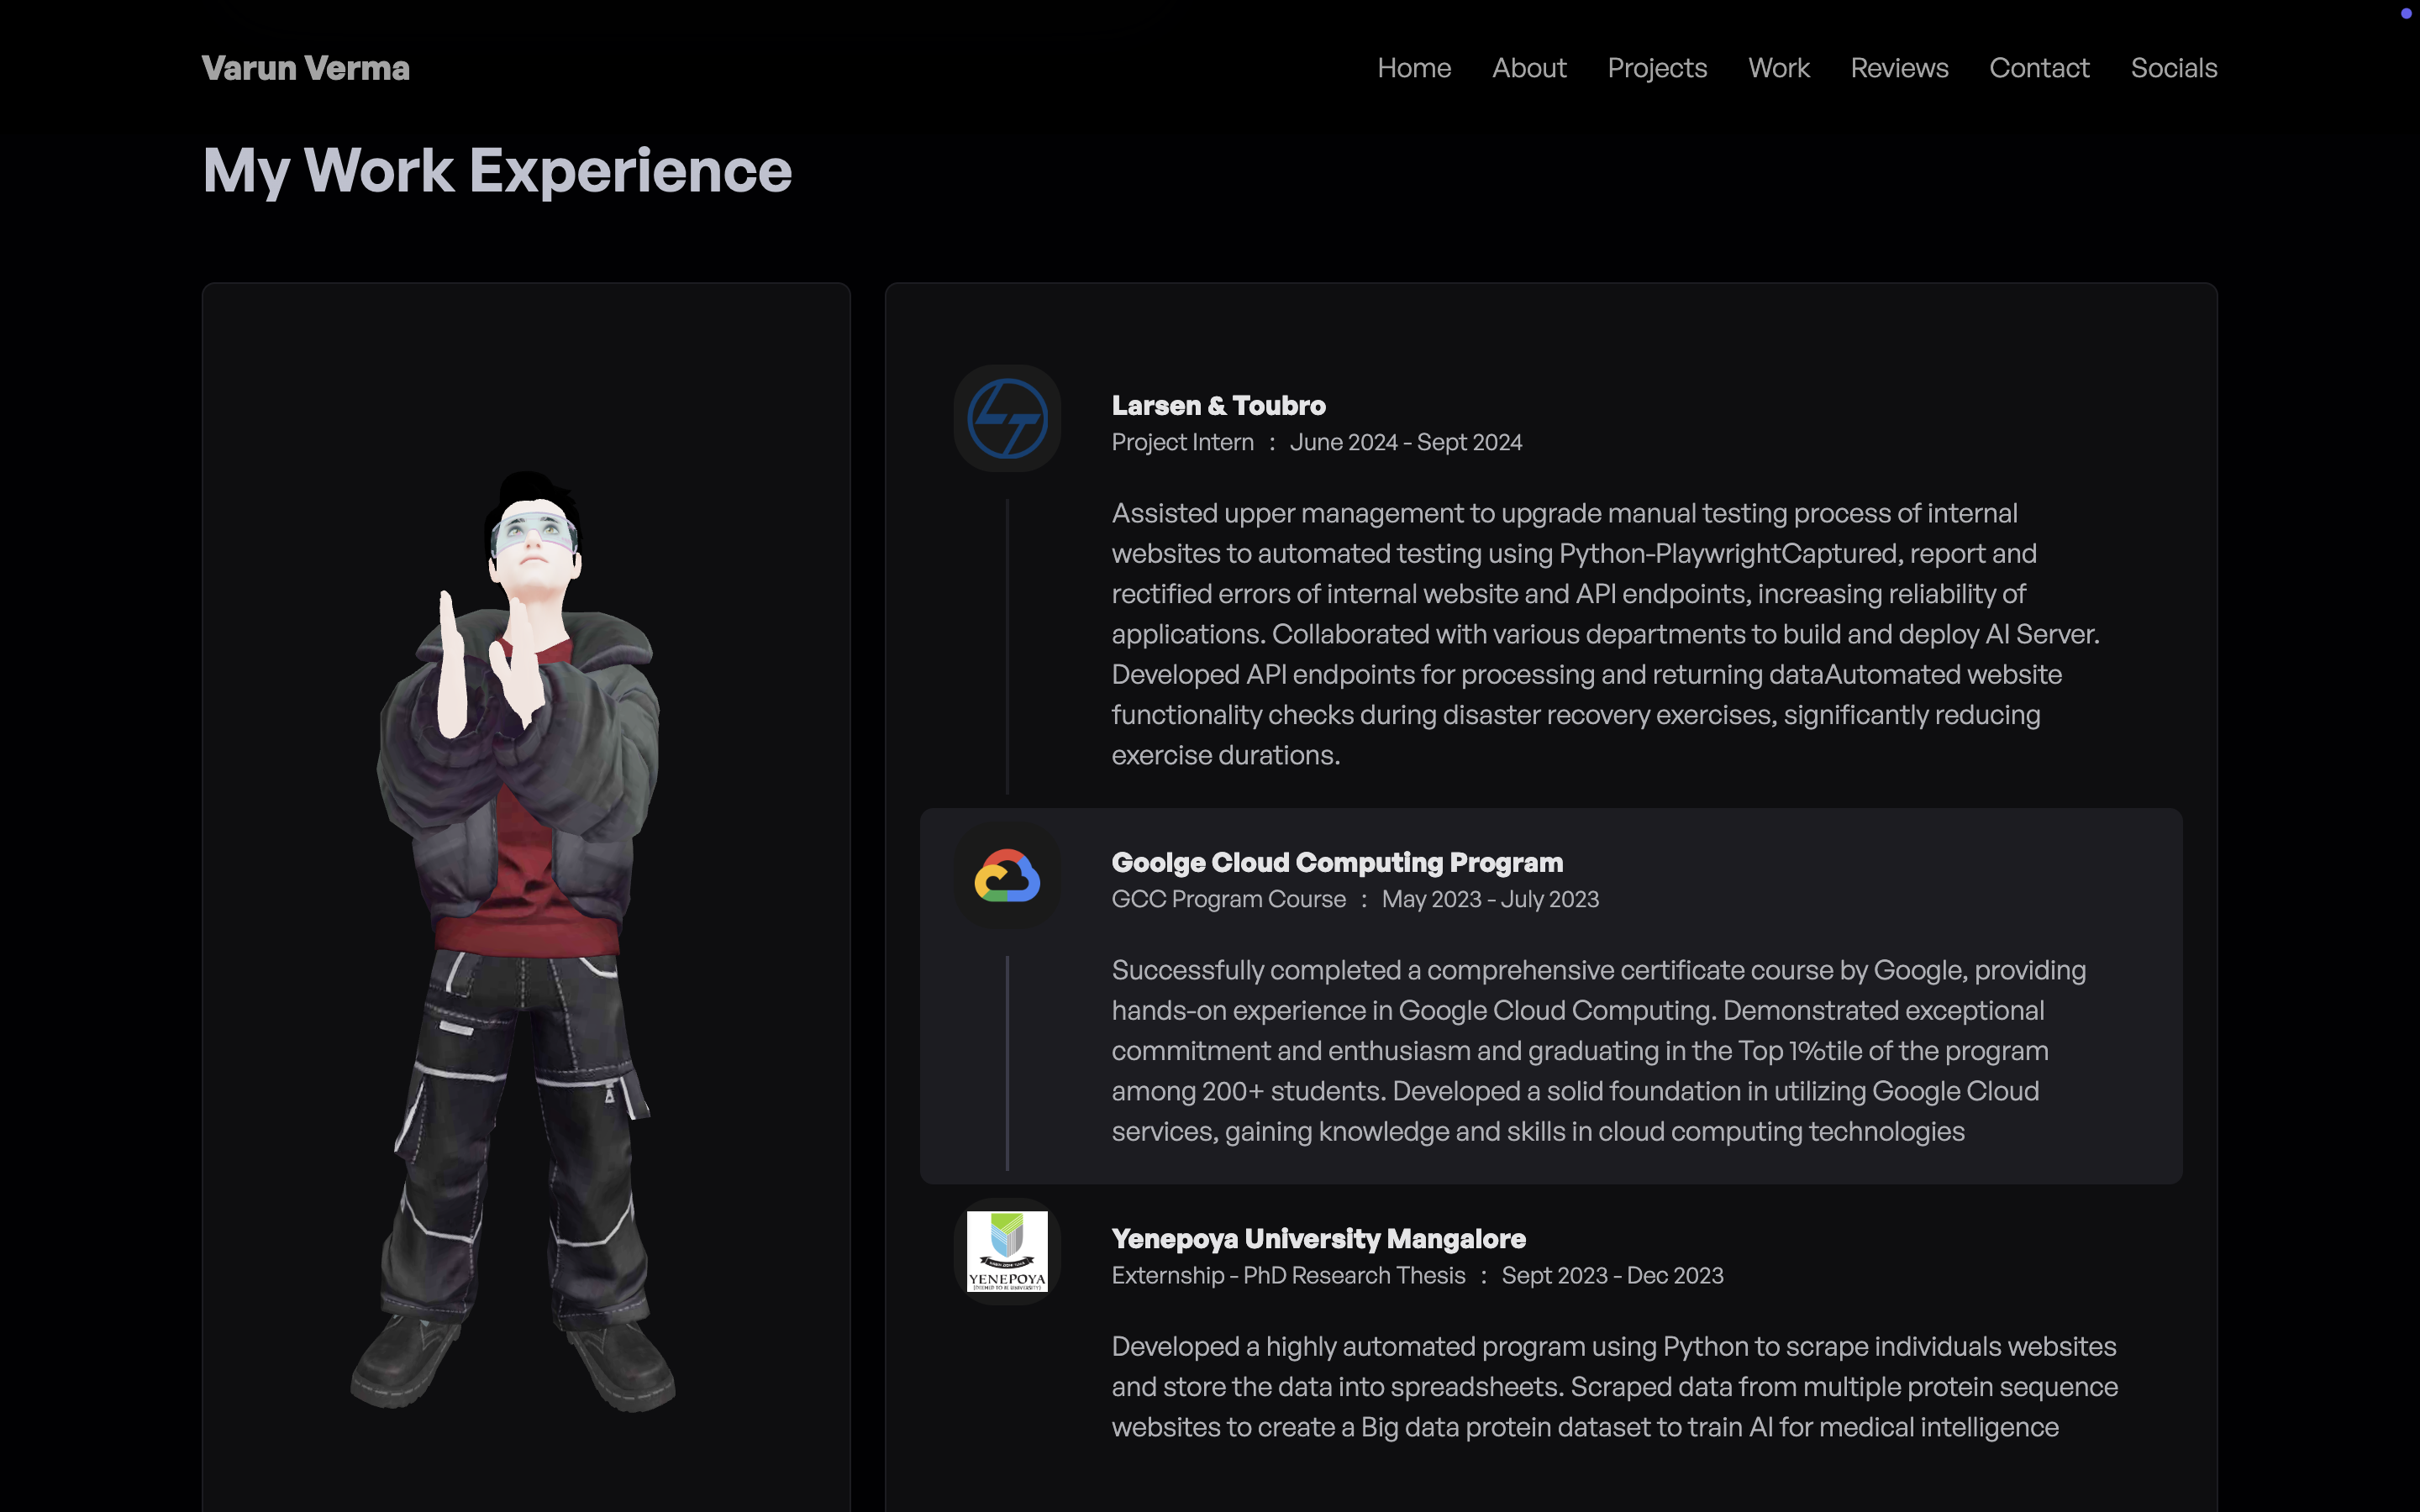 Varun Verma
Home About Projects Work Reviews Contact Socials
My Work Experience
Larsen & Toubro
Project Intern : June 2024 - Sept 2024
Assisted upper management to upgrade manual testing process of internal
websites to automated testing using Python-PlaywrightCaptured, report and
rectified errors of internal website and API endpoints, increasing reliability of
applications. Collaborated with various departments to build and deploy AI Server.
Developed API endpoints for processing and returning dataAutomated website
functionality checks during disaster recovery exercises, significantly reducing
exercise durations.
Goolge Cloud Computing Program
GCC Program Course : May 2023 - July 2023
Successfully completed a comprehensive certificate course by Google, providing
hands-on experience in Google Cloud Computing. Demonstrated exceptional
commitment and enthusiasm and graduating in the Top 1%tile of the program
among 200+ students. Developed a solid foundation in utilizing Google Cloud
services, gaining knowledge and skills in cloud computing technologies
YENEPOYA
Yenepoya University Mangalore
Externship - PhD Research Thesis : Sept 2023 - Dec 2023
Developed a highly automated program using Python to scrape individuals websites
and store the data into spreadsheets. Scraped data from multiple protein sequence
websites to create a Big data protein dataset to train AI for medical intelligence